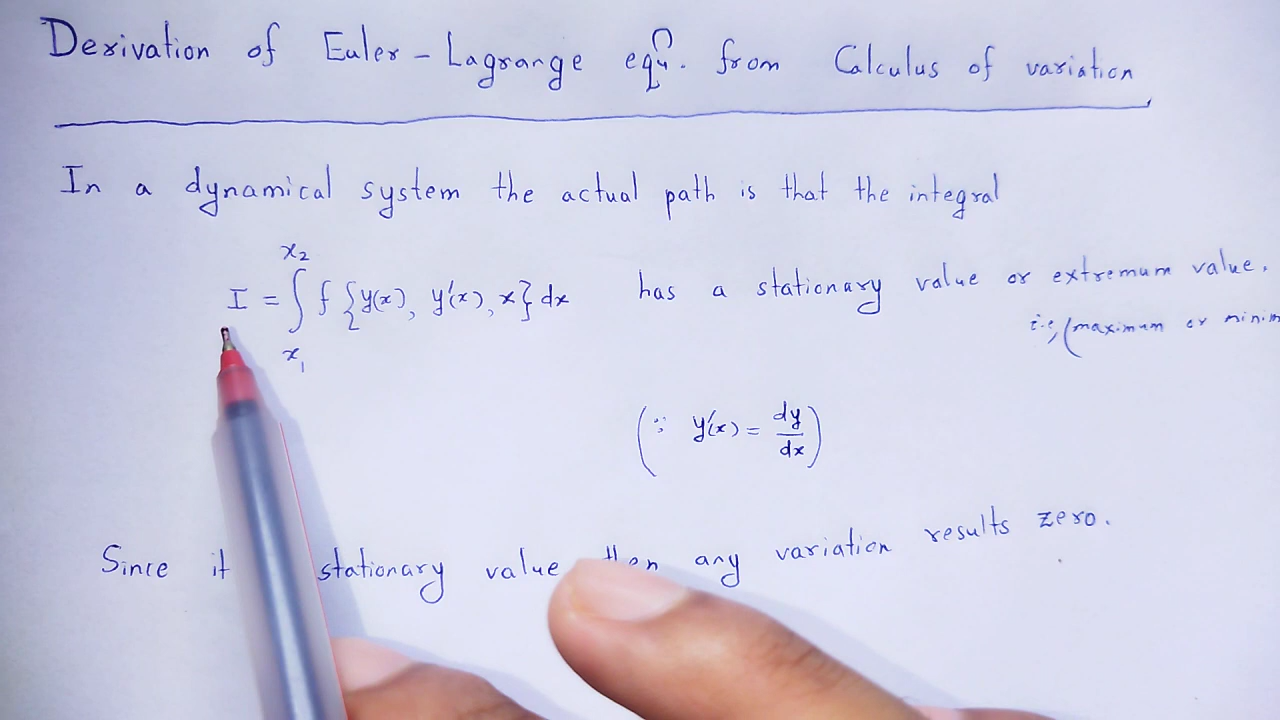 Derivation of Euler-Lagrange eqn. from Calculus of variation
In a dynamical system the actual path is that the integral
I = ∫_{x₁}^{x₂} f {y(x), y'(x), x} dx has a stationary value or extremum value.
i.e., (maximum or
(∵ y'(x) = dy/dx)
Since it stationary value then any variation results zero.